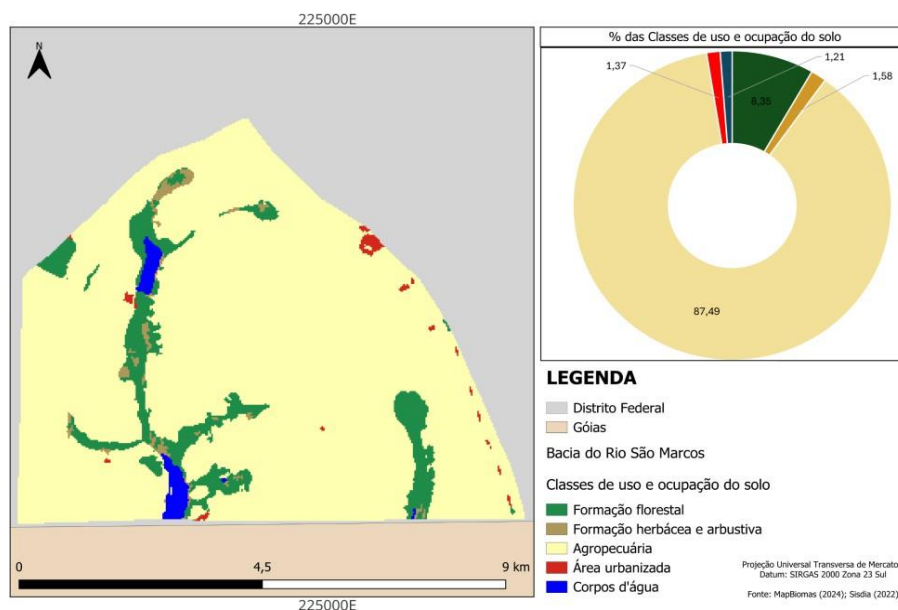 225000E
N
% das Classes de uso e ocupação do solo
1,37
1,21
8,35
1,58
87,49
LEGENDA
Distrito Federal
Góias
Bacia do Rio São Marcos
Classes de uso e ocupação do solo
Formação florestal
Formação herbácea e arbustiva
Agropecuária
Área urbanizada
Corpos d'água
0
4,5
9 km
225000E
Projeção Universal Transversa de Mercato
Datum: SIRGAS 2000 Zona 23 Sul
Fonte: MapBiomas (2024); Sisdia (2022)